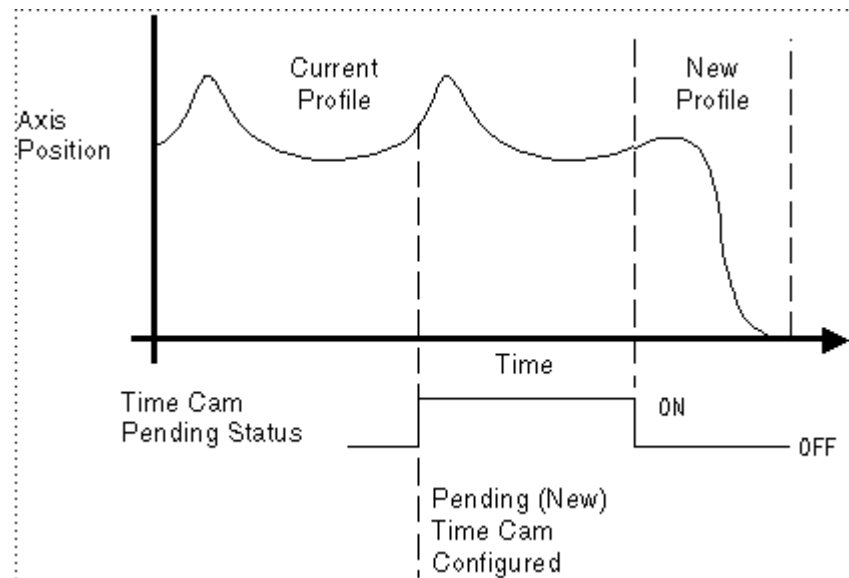 Current
Profile
New
Profile
Axis
Position
Time
Time Cam
Pending Status
ON
OFF
Pending (New)
Time Cam
Configured